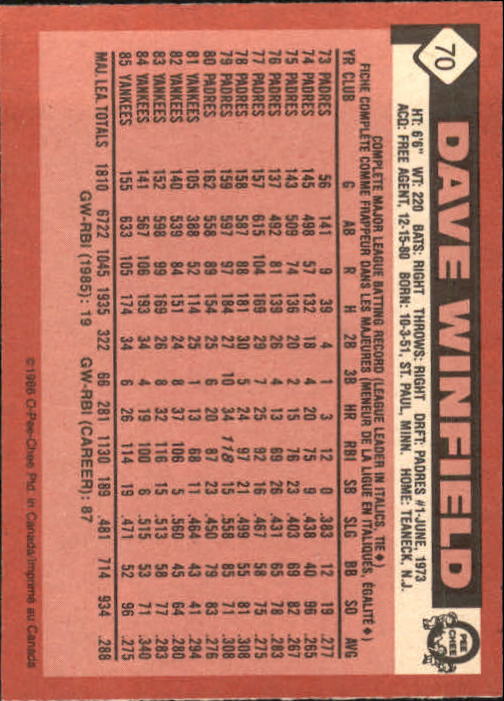 70
DAVE WINFIELD
O PEE CHEE
HT: 6'6" WT: 220 BATS: RIGHT THROWS: RIGHT DRFT: PADRES #1-JUNE, 1973
ACQ: FREE AGENT, 12-15-80 BORN: 10-3-51, ST. PAUL, MINN. HOME: TEANECK, N.J.
COMPLETE MAJOR LEAGUE BATTING RECORD (LEAGUE LEADER IN ITALICS, TIE ♦)
FICHE COMPLÈTE COMME FRAPPEUR DANS LES MAJEURES (MENEUR DE LA LIGUE EN ITALIQUES, ÉGALITÉ ♦)
YR CLUB G AB R H 2B 3B HR RBI SB SLG BB SO AVG
73 PADRES 56 141 9 39 4 1 3 12 0 .383 12 19 .277
74 PADRES 145 498 57 132 18 4 20 75 9 .438 40 96 .265
75 PADRES 143 509 74 136 20 2 15 76 23 .403 69 82 .267
76 PADRES 137 492 81 139 26 4 13 69 26 .431 65 78 .283
77 PADRES 157 615 104 169 29 7 25 92 16 .467 58 75 .275
78 PADRES 158 587 88 181 30 5 24 97 21 .499 55 81 .308
79 PADRES 159 597 97 184 27 10 34 118 15 .558 85 71 .308
80 PADRES 162 558 89 154 25 6 20 87 23 .450 79 83 .276
81 YANKEES 105 388 52 114 25 1 13 68 11 .464 43 41 .294
82 YANKEES 140 539 84 151 24 8 37 106 5 .560 45 64 .280
83 YANKEES 152 598 99 169 26 8 32 116 15 .513 58 77 .283
84 YANKEES 141 567 106 193 34 4 19 100 6 .515 53 71 .340
85 YANKEES 155 633 105 174 34 6 26 114 19 .471 52 96 .275
MAJ. LEA. TOTALS 1810 6722 1045 1935 322 66 281 1130 189 .481 714 934 .288
GW-RBI (1985): 19 GW-RBI (CAREER): 87
©1986 O-Pee-Chee Ptd. in Canada/Imprimé au Canada